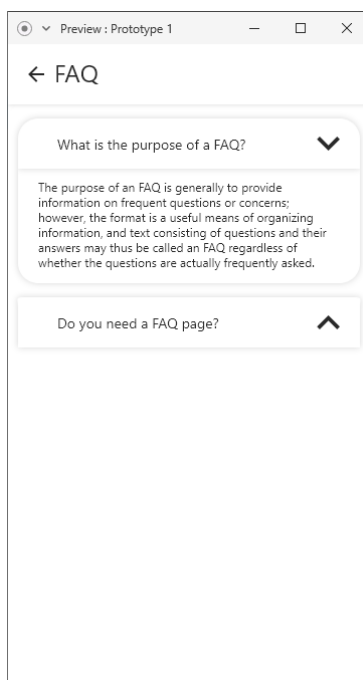 Preview : Prototype 1
FAQ
What is the purpose of a FAQ?
The purpose of an FAQ is generally to provide
information on frequent questions or concerns;
however, the format is a useful means of organizing
information, and text consisting of questions and their
answers may thus be called an FAQ regardless of
whether the questions are actually frequently asked.
Do you need a FAQ page?